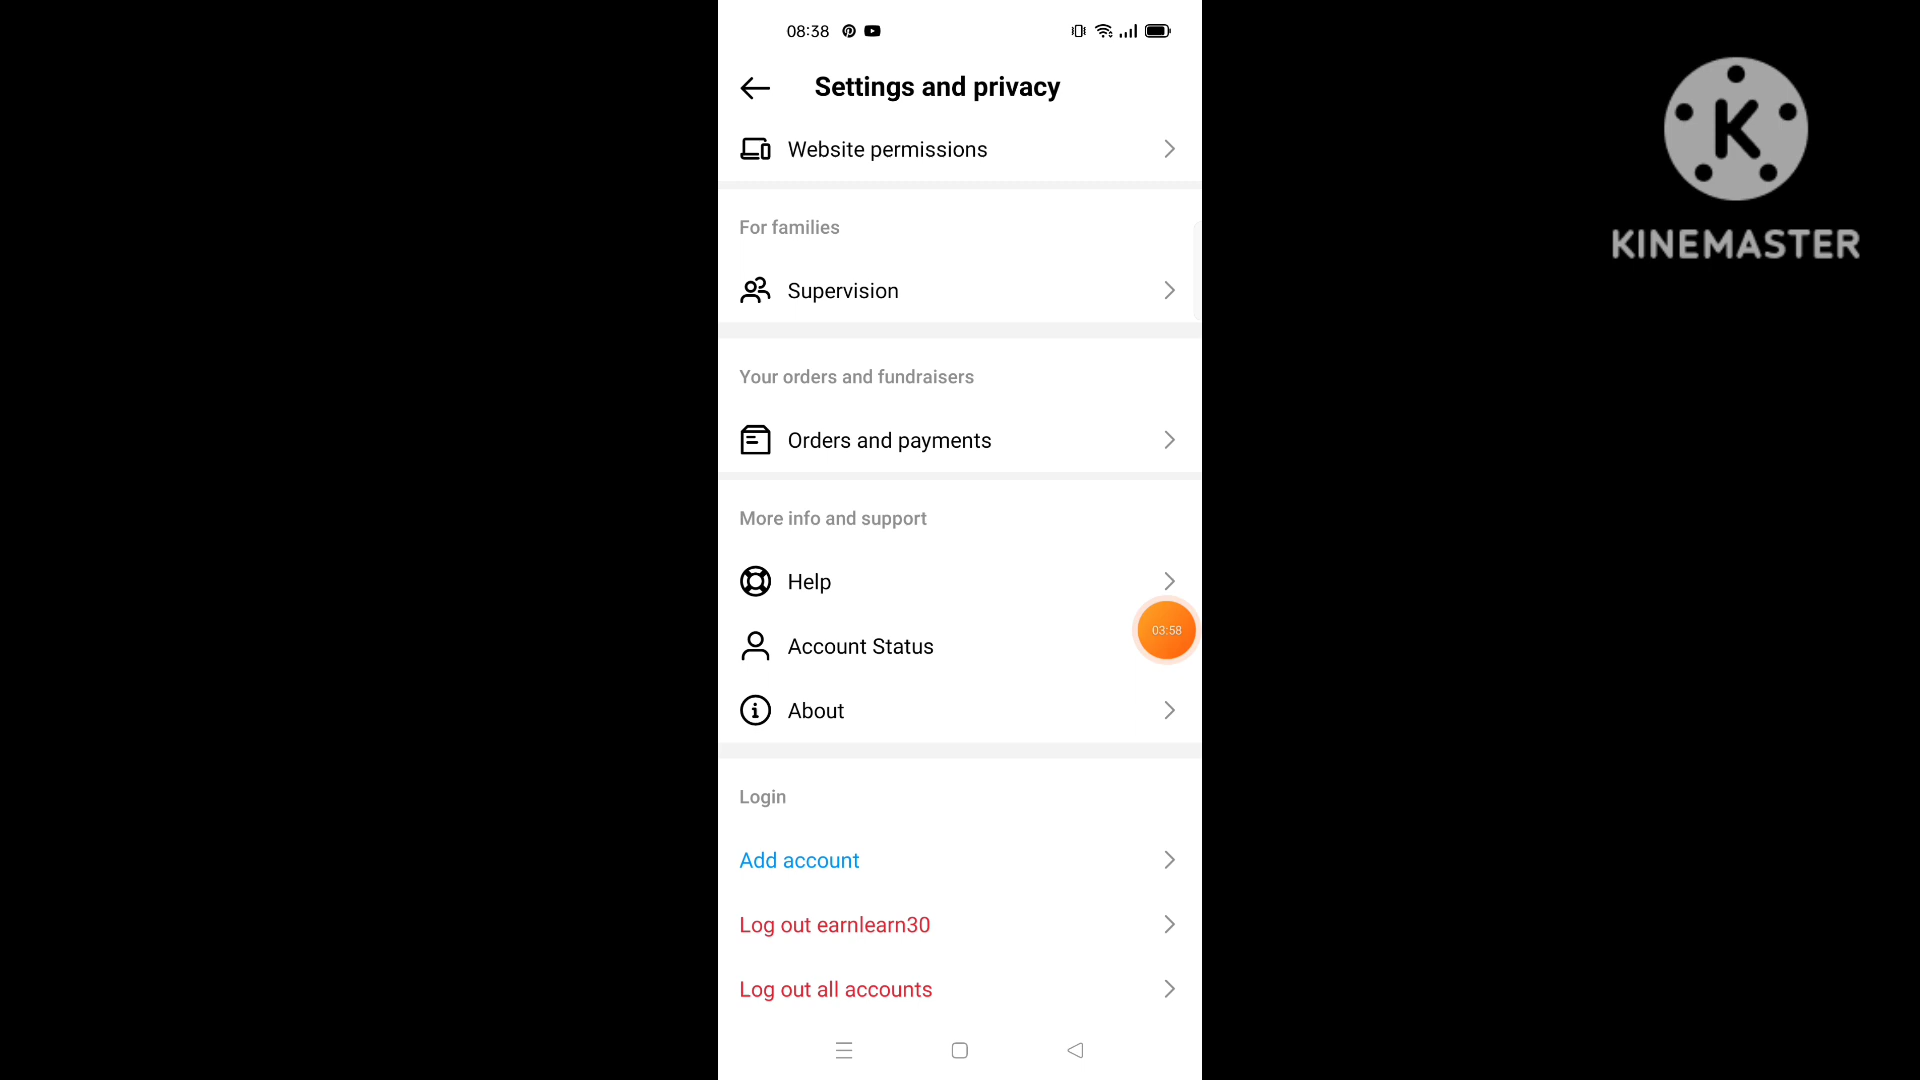 08:38
Settings and privacy
Website permissions
For families
Supervision
Your orders and fundraisers
Orders and payments
More info and support
Help
03:58
Account Status
About
Login
Add account
Log out earnlearn30
Log out all accounts
K
KINEMASTER